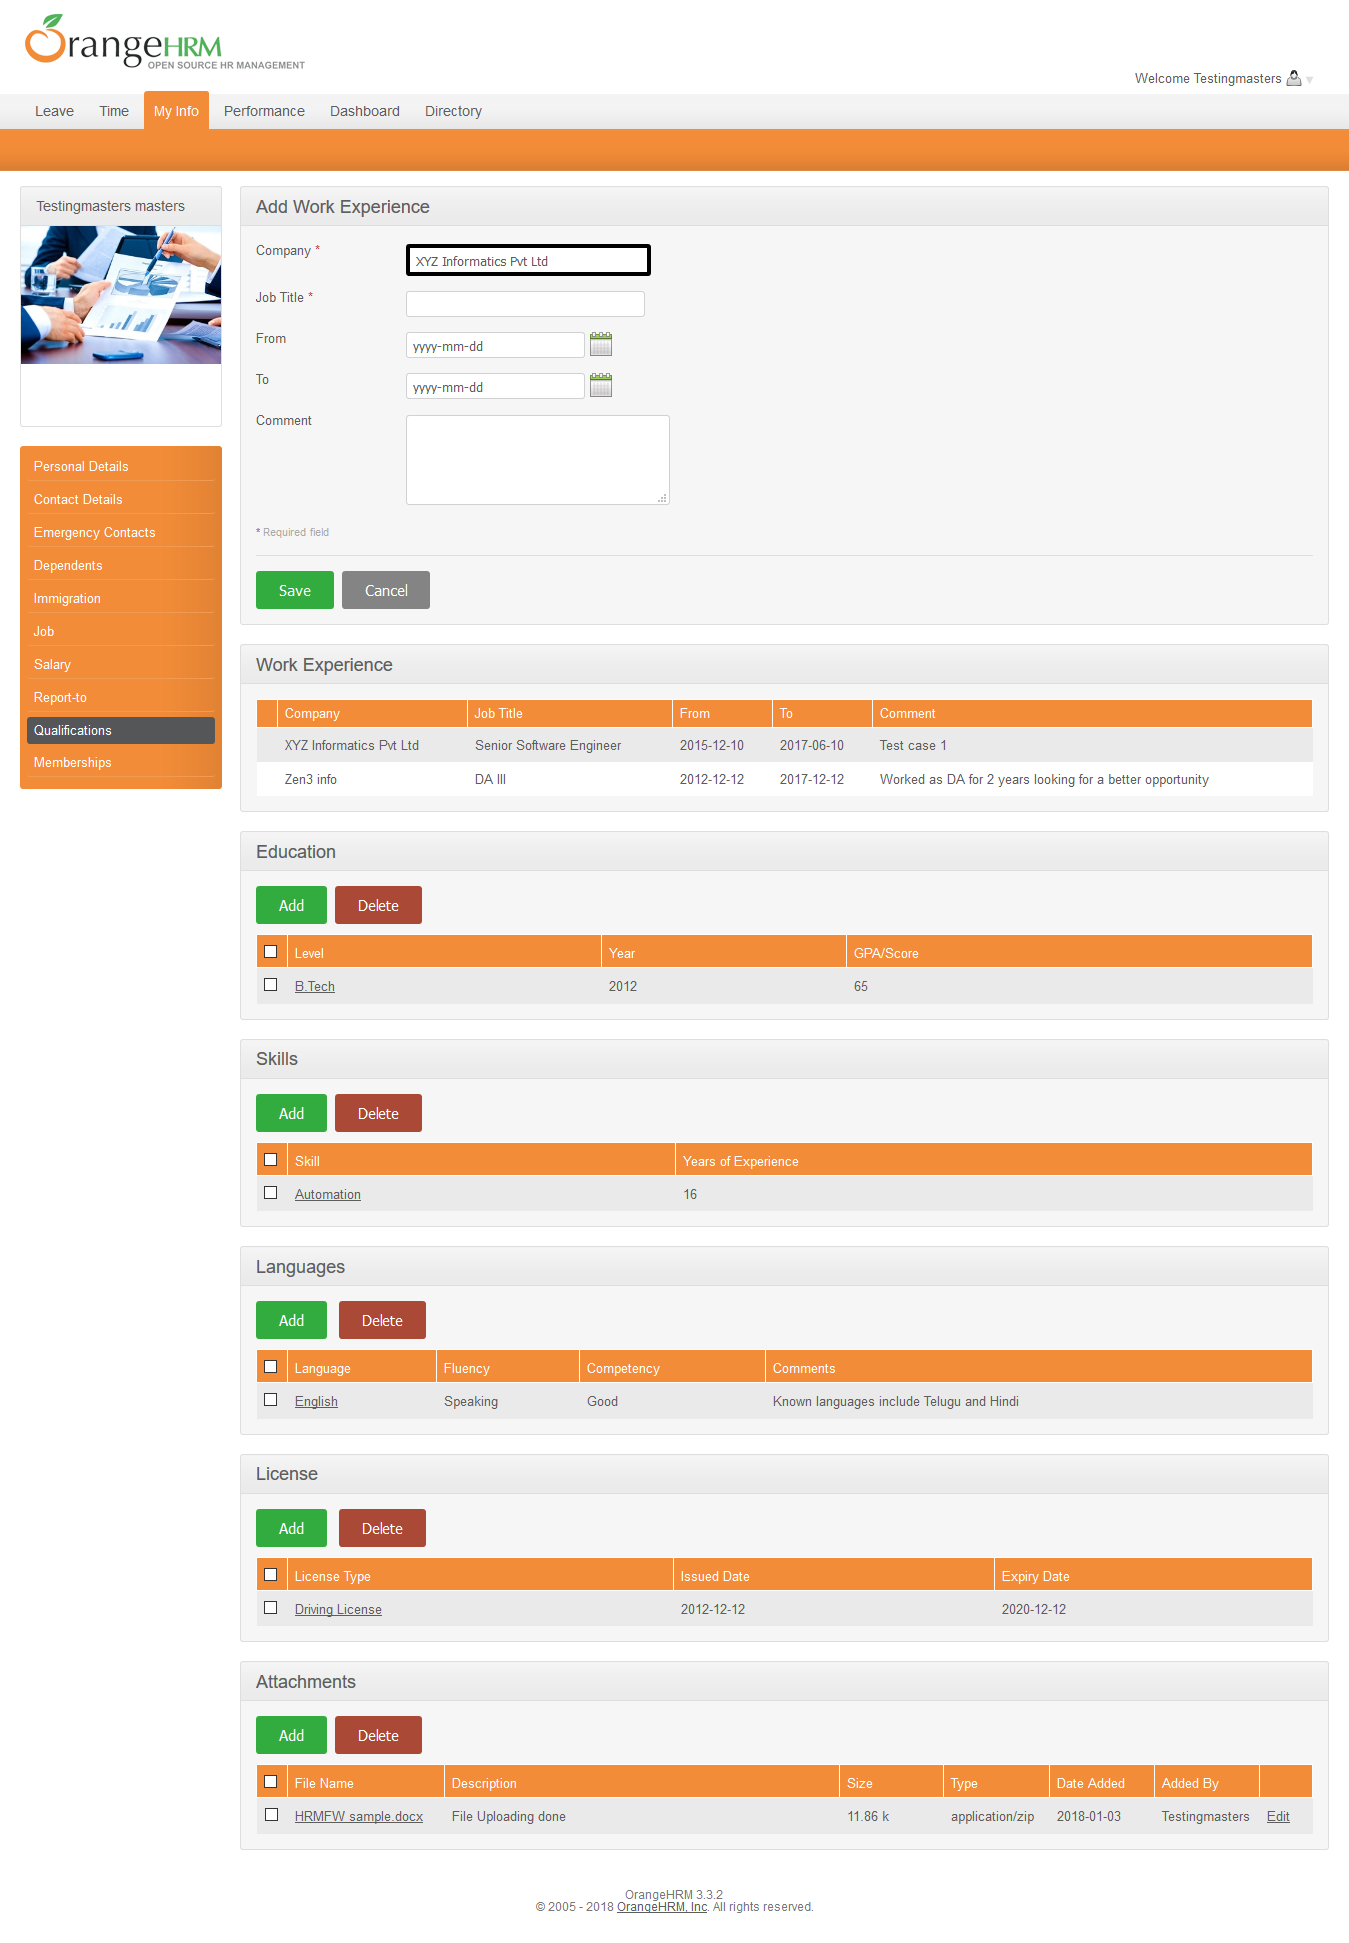 OrangeHRM
OPEN SOURCE HR MANAGEMENT
Welcome Testingmasters
Leave Time My Info Performance Dashboard Directory
Testingmasters masters
Personal Details
Contact Details
Emergency Contacts
Dependents
Immigration
Job
Salary
Report-to
Qualifications
Memberships
Add Work Experience
Company *
XYZ Informatics Pvt Ltd
Job Title *
From
yyyy-mm-dd
To
yyyy-mm-dd
Comment
* Required field
Save Cancel
Work Experience
Company Job Title From To Comment
XYZ Informatics Pvt Ltd Senior Software Engineer 2015-12-10 2017-06-10 Test case 1
Zen3 info DA III 2012-12-12 2017-12-12 Worked as DA for 2 years looking for a better opportunity
Education
Add Delete
Level Year GPA/Score
B.Tech 2012 65
Skills
Add Delete
Skill Years of Experience
Automation 16
Languages
Add Delete
Language Fluency Competency Comments
English Speaking Good Known languages include Telugu and Hindi
License
Add Delete
License Type Issued Date Expiry Date
Driving License 2012-12-12 2020-12-12
Attachments
Add Delete
File Name Description Size Type Date Added Added By
HRMFW sample.docx File Uploading done 11.86 k application/zip 2018-01-03 Testingmasters Edit
OrangeHRM 3.3.2
© 2005 - 2018 OrangeHRM, Inc. All rights reserved.